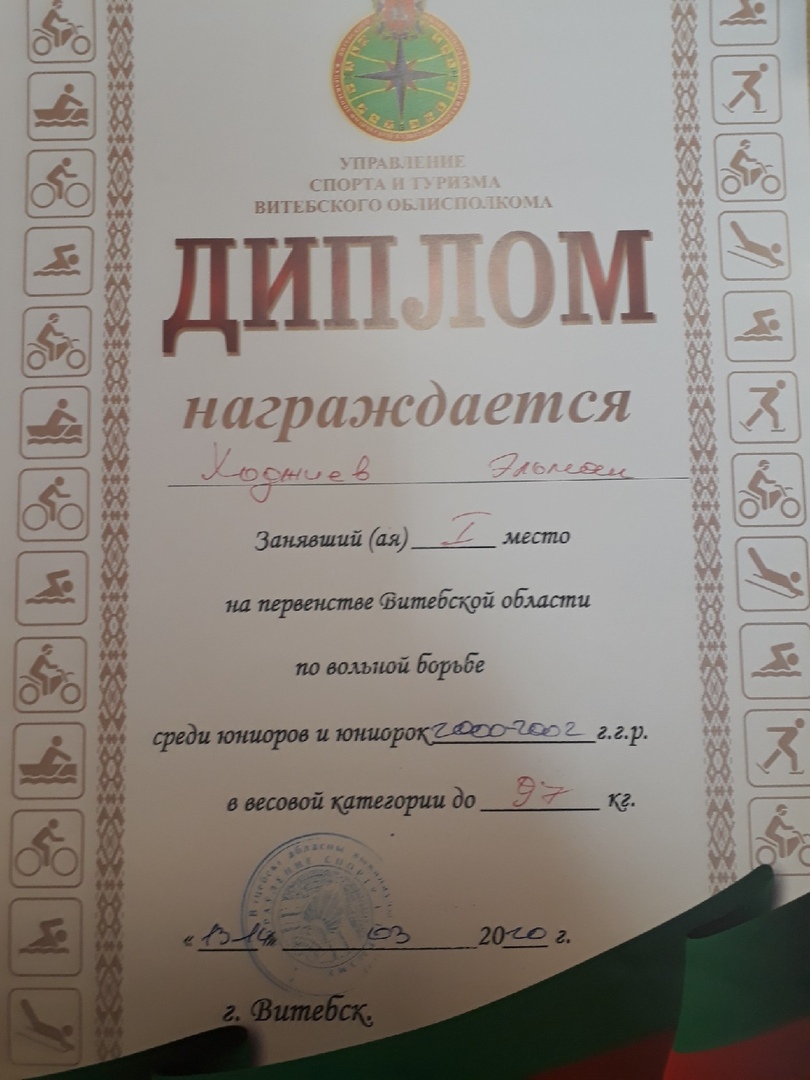 УПРАВЛЕНИЕ
СПОРТА И ТУРИЗМА
ВИТЕБСКОГО ОБЛИСПОЛКОМА
ДИПЛОМ
награждается
Ходжиев
Занявший (ая) I место
на первенстве Витебской области
по вольной борьбе
среди юниоров и юниорок 2000-2002 г.г.р.
в весовой категории до 97 кг.
« 13-14 » 03 2020 г.
г. Витебск.